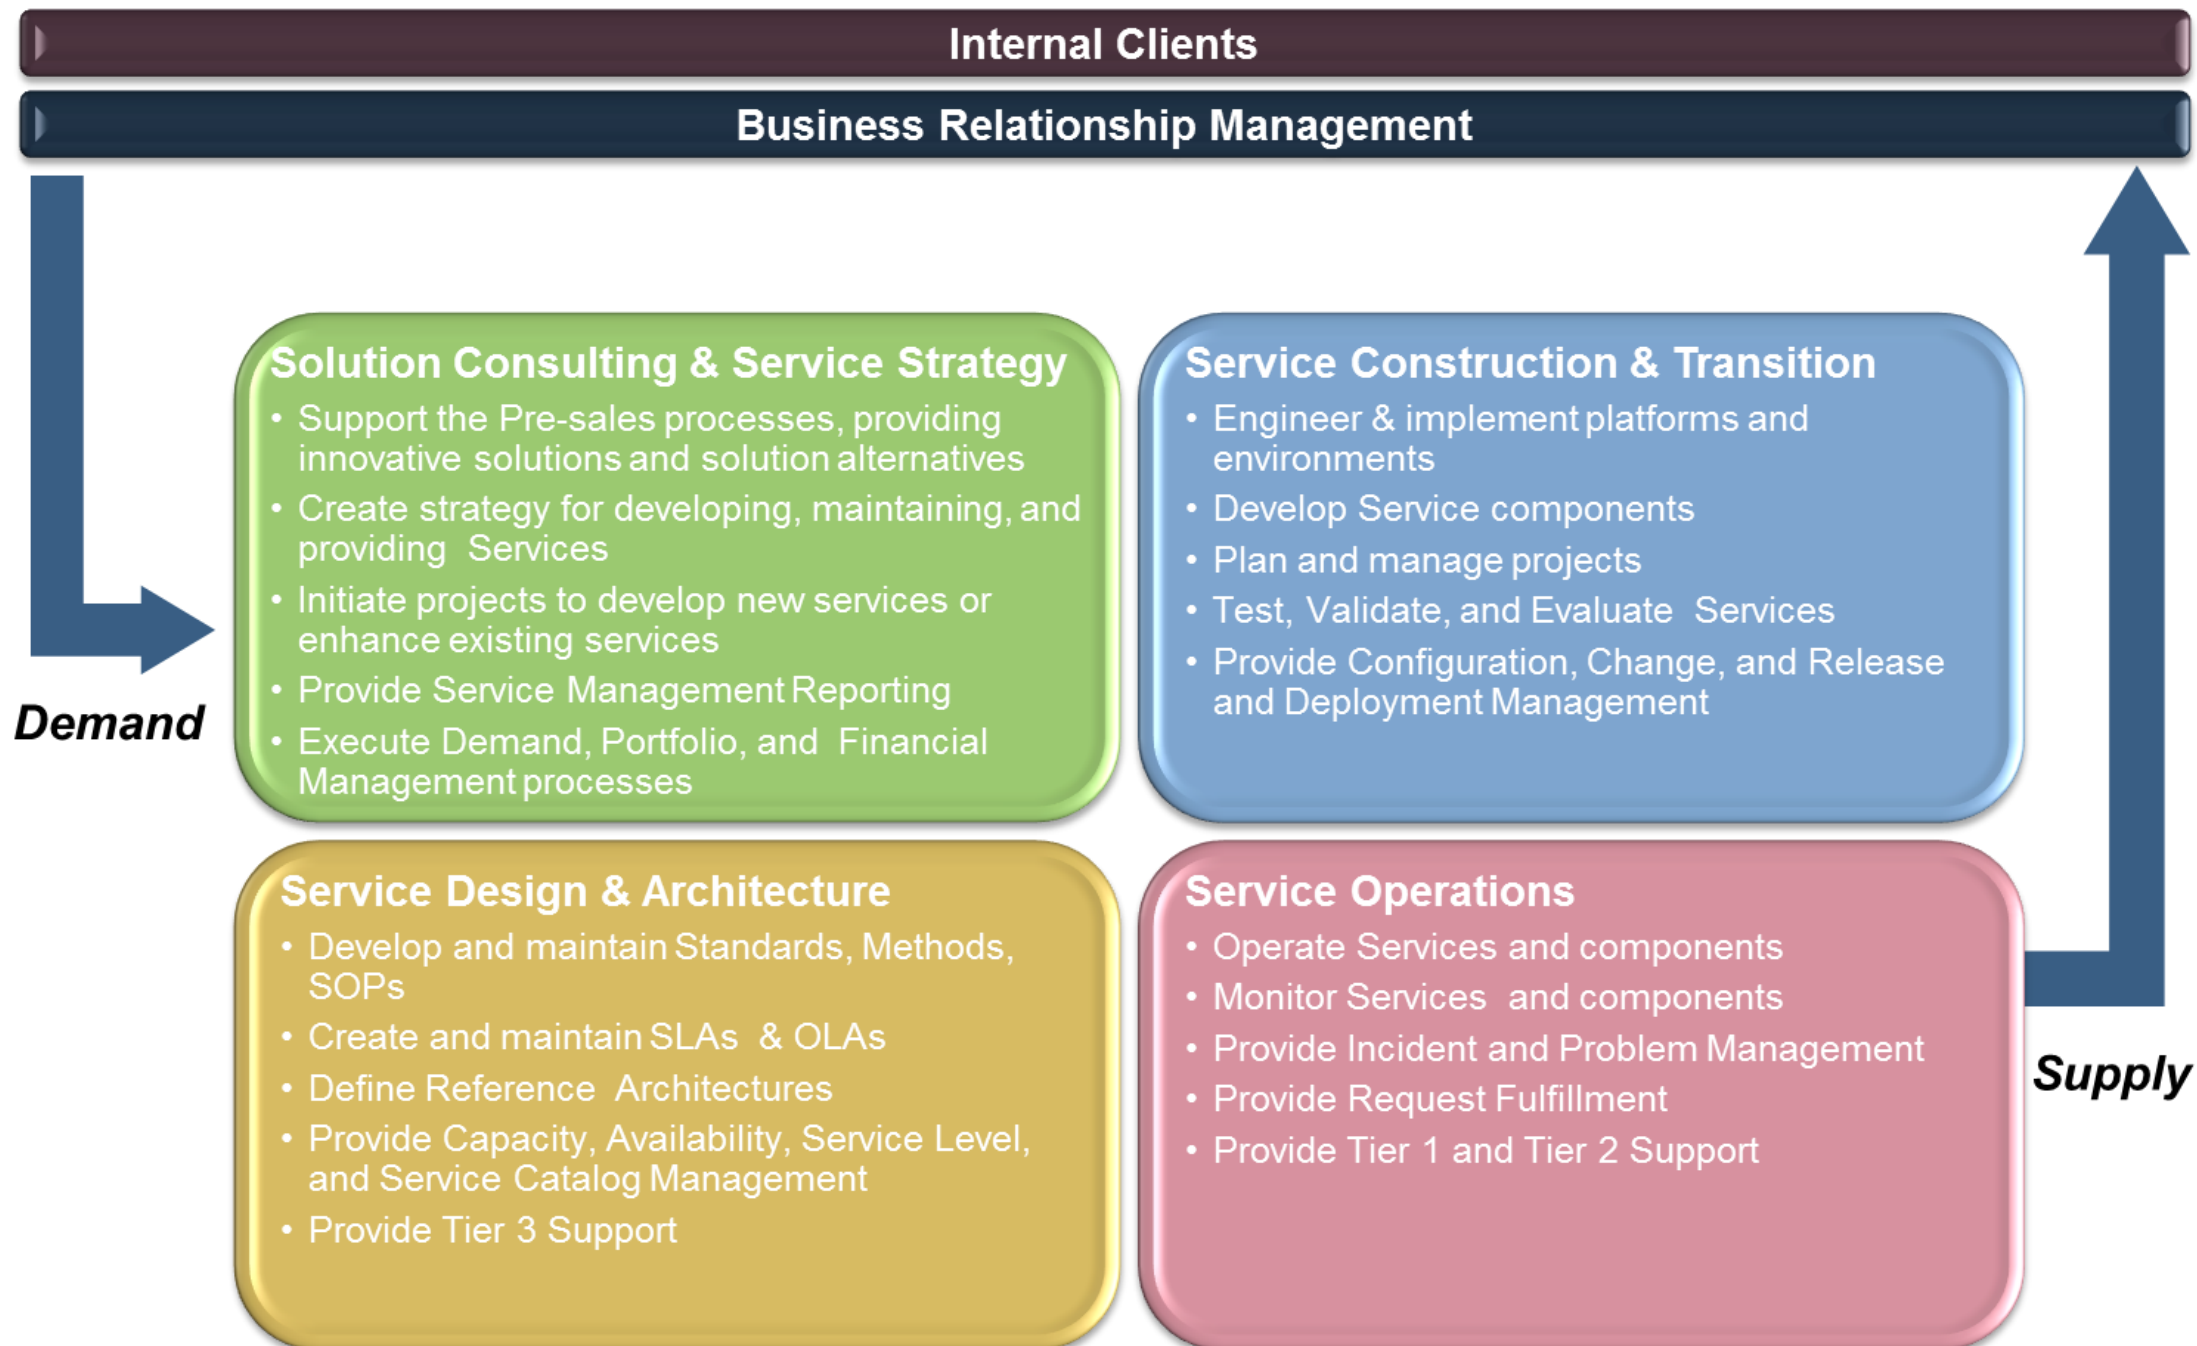 Internal Clients
Business Relationship Management
Solution Consulting & Service Strategy
• Support the Pre-sales processes, providing
innovative solutions and solution alternatives
• Create strategy for developing, maintaining, and
providing Services
• Initiate projects to develop new services or
enhance existing services
• Provide Service Management Reporting
• Execute Demand, Portfolio, and Financial
Management processes
Demand
Service Construction & Transition
• Engineer & implement platforms and
environments
• Develop Service components
• Plan and manage projects
• Test, Validate, and Evaluate Services
• Provide Configuration, Change, and Release
and Deployment Management
Service Design & Architecture
• Develop and maintain Standards, Methods,
SOPs
• Create and maintain SLAs & OLAs
• Define Reference Architectures
• Provide Capacity, Availability, Service Level,
and Service Catalog Management
• Provide Tier 3 Support
Service Operations
• Operate Services and components
• Monitor Services and components
• Provide Incident and Problem Management
• Provide Request Fulfillment
• Provide Tier 1 and Tier 2 Support
Supply